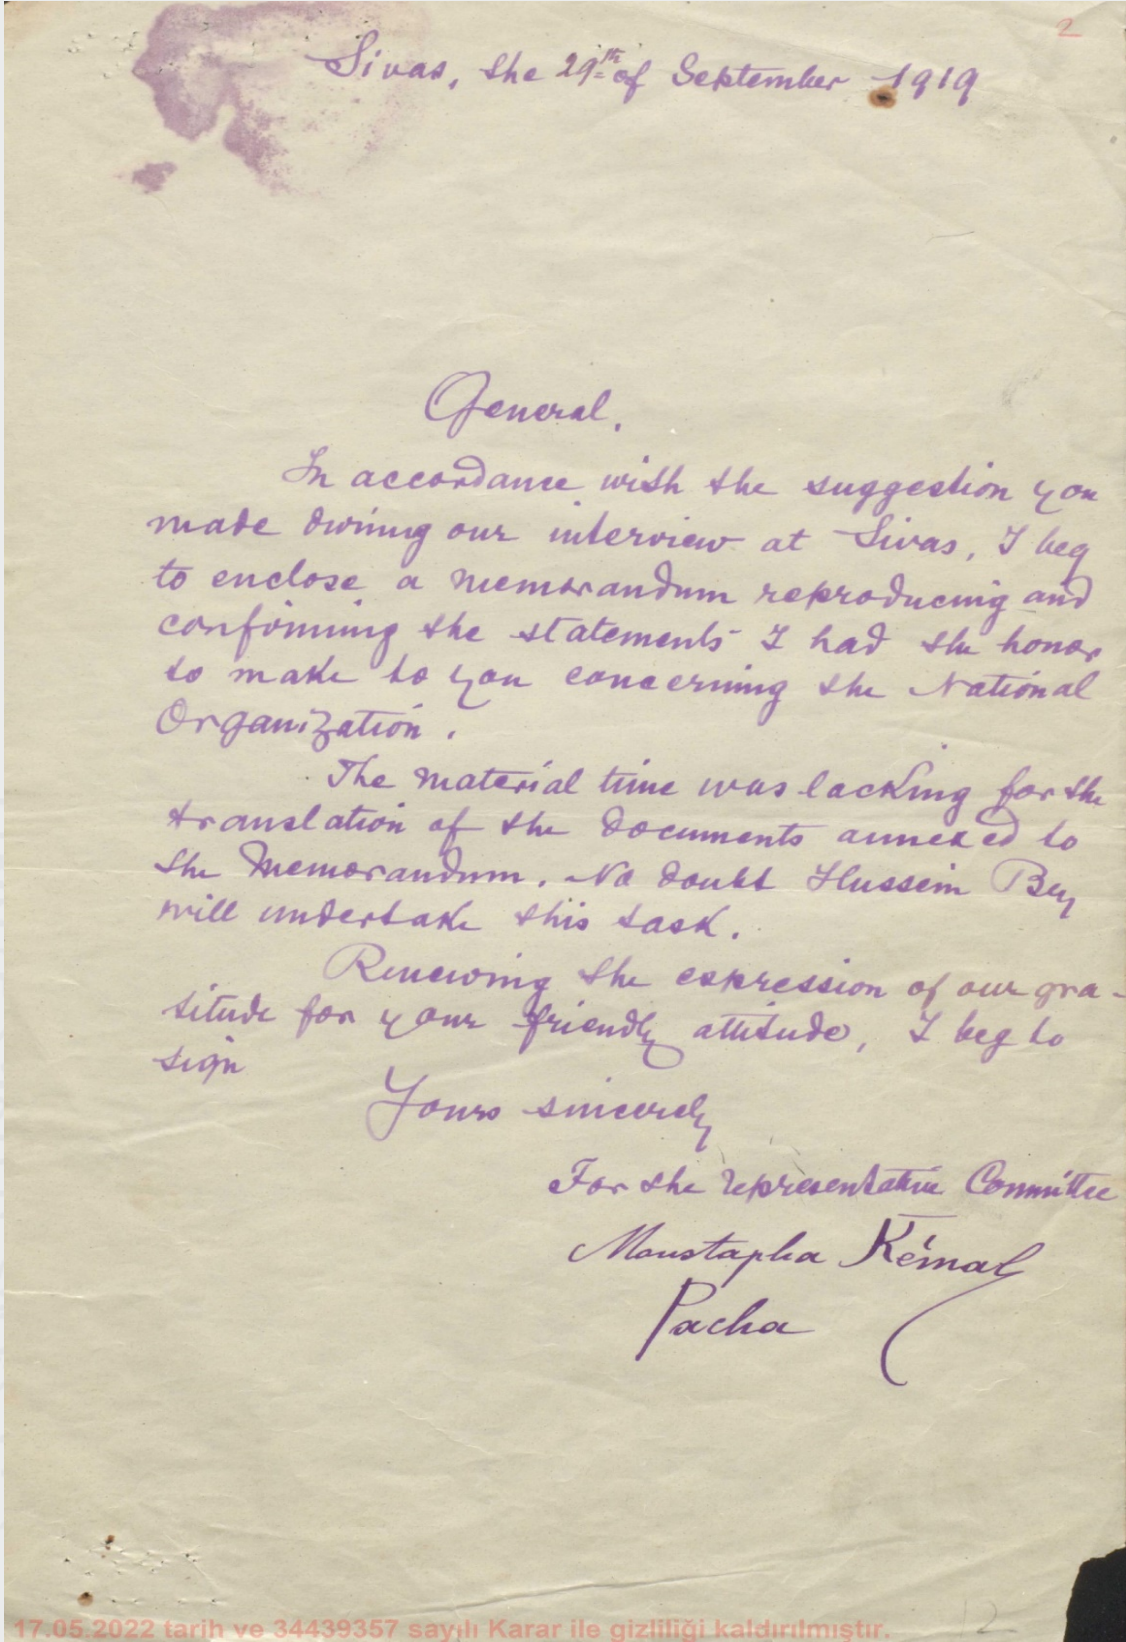 2
Sivas, the 29th of September 1919
General.
In accordance with the suggestion you
made during our interview at Sivas, I beg
to enclose a memorandum reproducing and
confirming the statements I had the honor
to make to you concerning the National
Organization.
The material time was lacking for the
translation of the documents annexed to
the Memorandum. No doubt Hussein Bey
will undertake this task.
Renewing the expression of our gra-
titude for your friendly attitude, I beg to
sign
Yours sincerely
For the representative Committee
Moustapha Kémal
Pacha
12
17.05.2022 tarih ve 34439357 sayılı Karar ile gizliliği kaldırılmıştır.